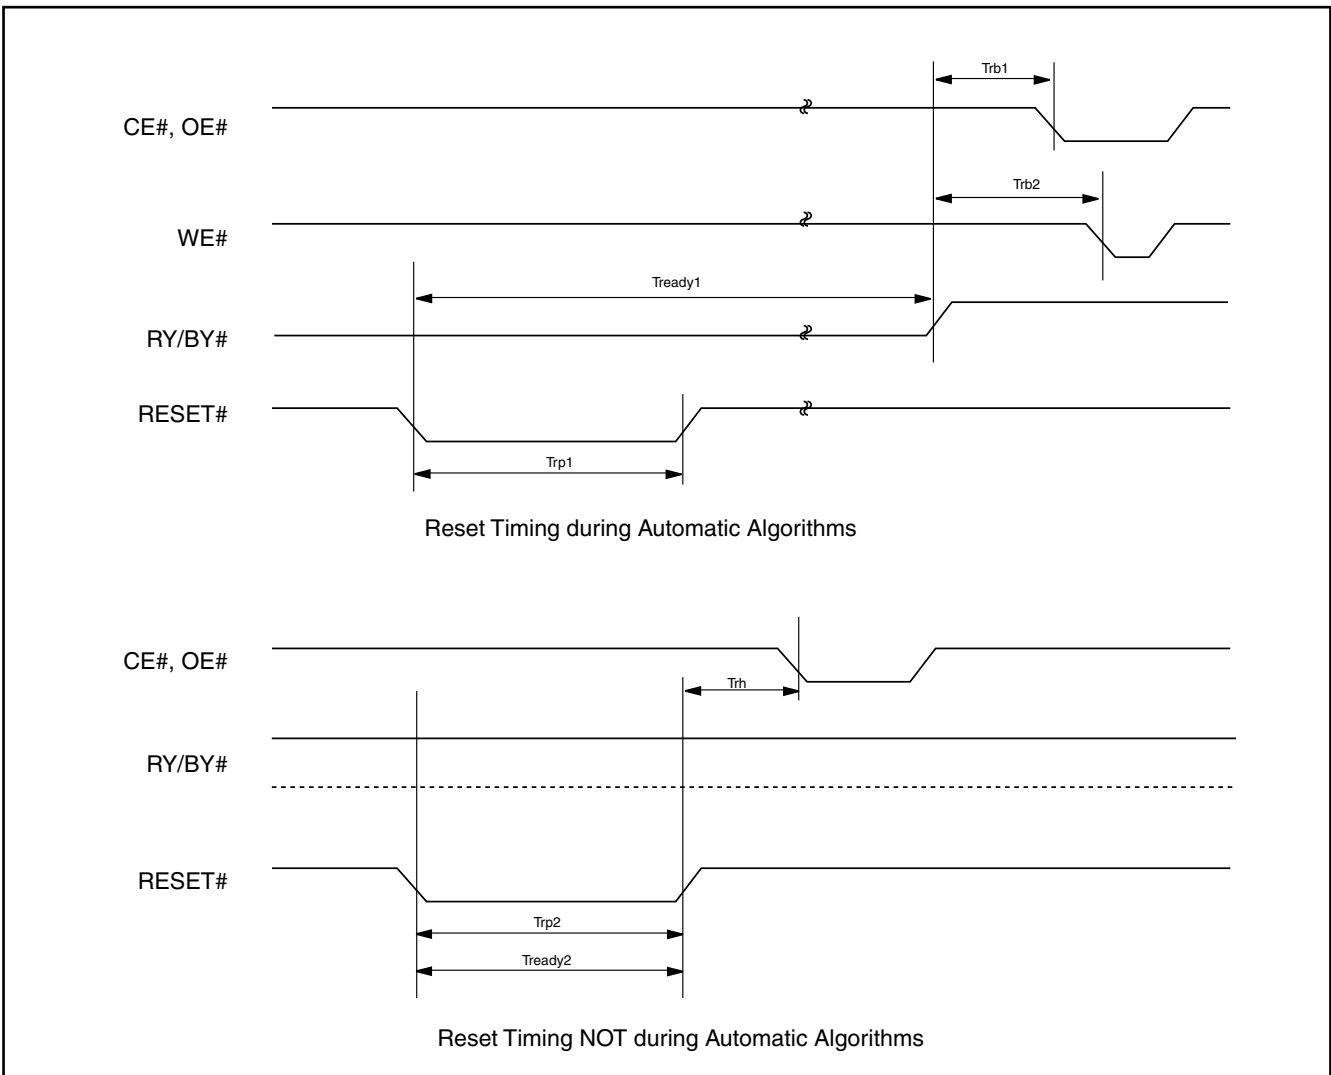 Trb1
CE#, OE#
Trb2
WE#
Tready1
RY/BY#
RESET#
Trp1
Reset Timing during Automatic Algorithms
CE#, OE#
Trh
RY/BY#
RESET#
Trp2
Tready2
Reset Timing NOT during Automatic Algorithms